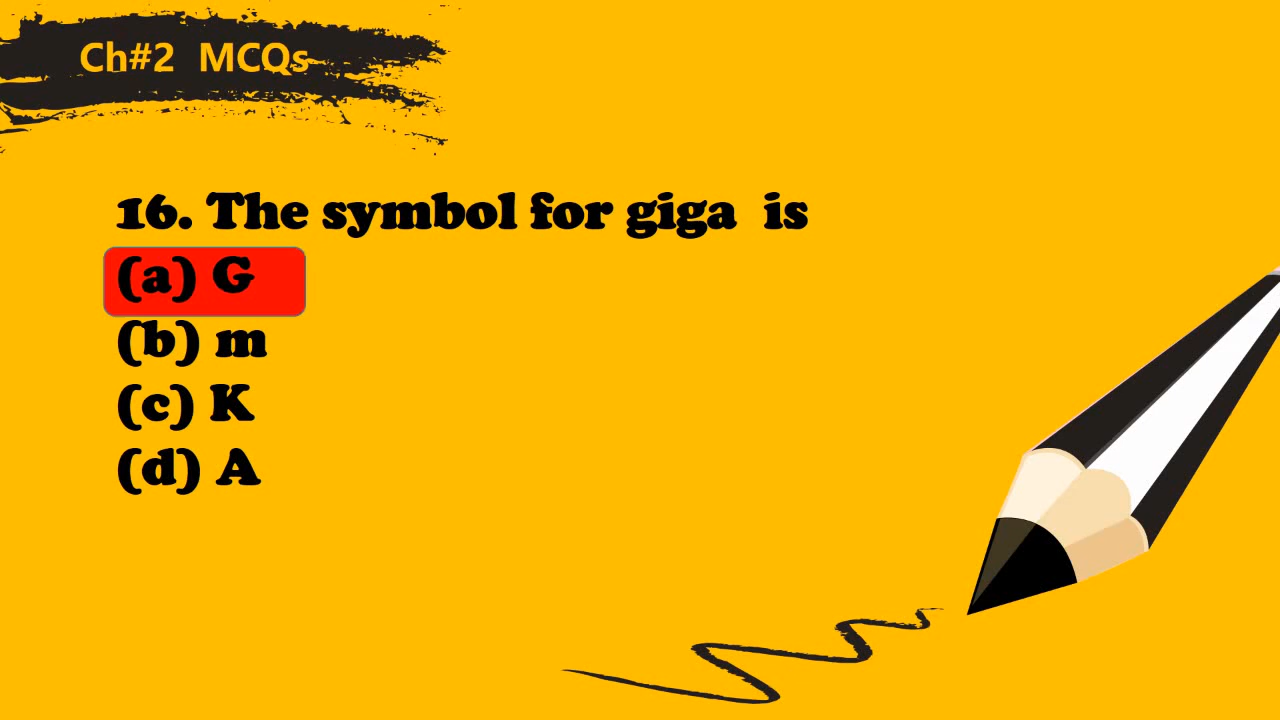 Ch#2 MCQs
16. The symbol for giga is
(a) G
(b) m
(c) K
(d) A